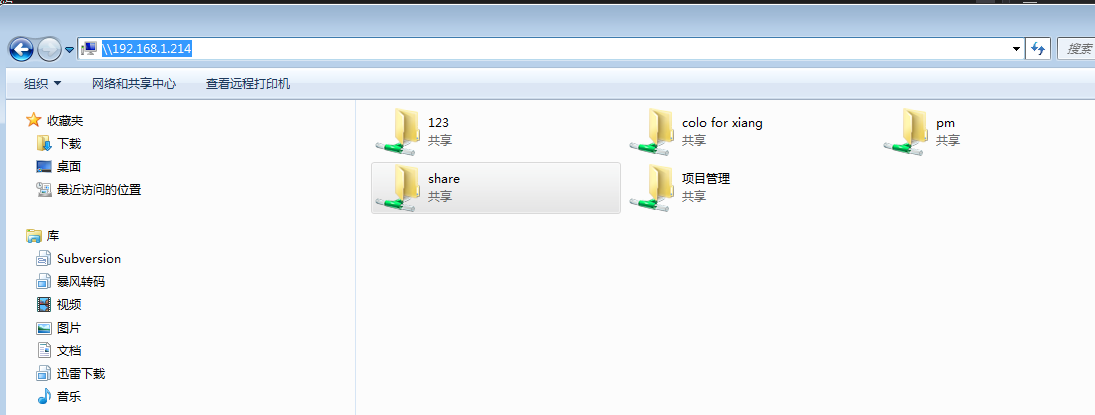 \\192.168.1.214
搜索
组织 网络和共享中心 查看远程打印机
收藏夹
下载
桌面
最近访问的位置
库
Subversion
暴风转码
视频
图片
文档
迅雷下载
音乐
123
共享
colo for xiang
共享
pm
共享
share
共享
项目管理
共享